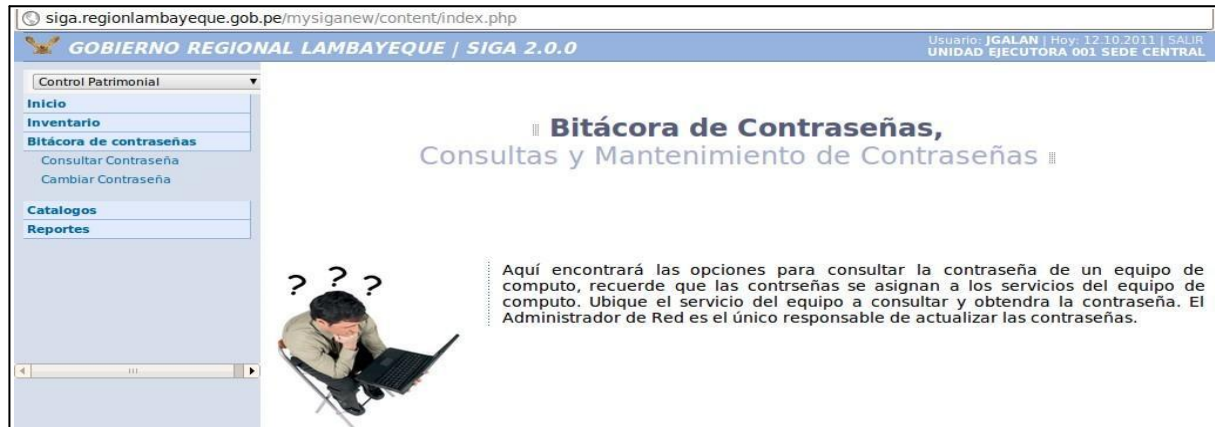 siga.regionlambayeque.gob.pe/mysiganew/content/index.php
GOBIERNO REGIONAL LAMBAYEQUE | SIGA 2.0.0
Usuario: JGALAN | Hoy: 12.10.2011 | SALIR
UNIDAD EJECUTORA 001 SEDE CENTRAL
Control Patrimonial
Inicio
Inventario
Bitácora de contraseñas
Consultar Contraseña
Cambiar Contraseña
Catalogos
Reportes
Bitácora de Contraseñas,
Consultas y Mantenimiento de Contraseñas
? ? ?
Aquí encontrará las opciones para consultar la contraseña de un equipo de
computo, recuerde que las contrseñas se asignan a los servicios del equipo de
computo. Ubique el servicio del equipo a consultar y obtendra la contraseña. El
Administrador de Red es el único responsable de actualizar las contraseñas.